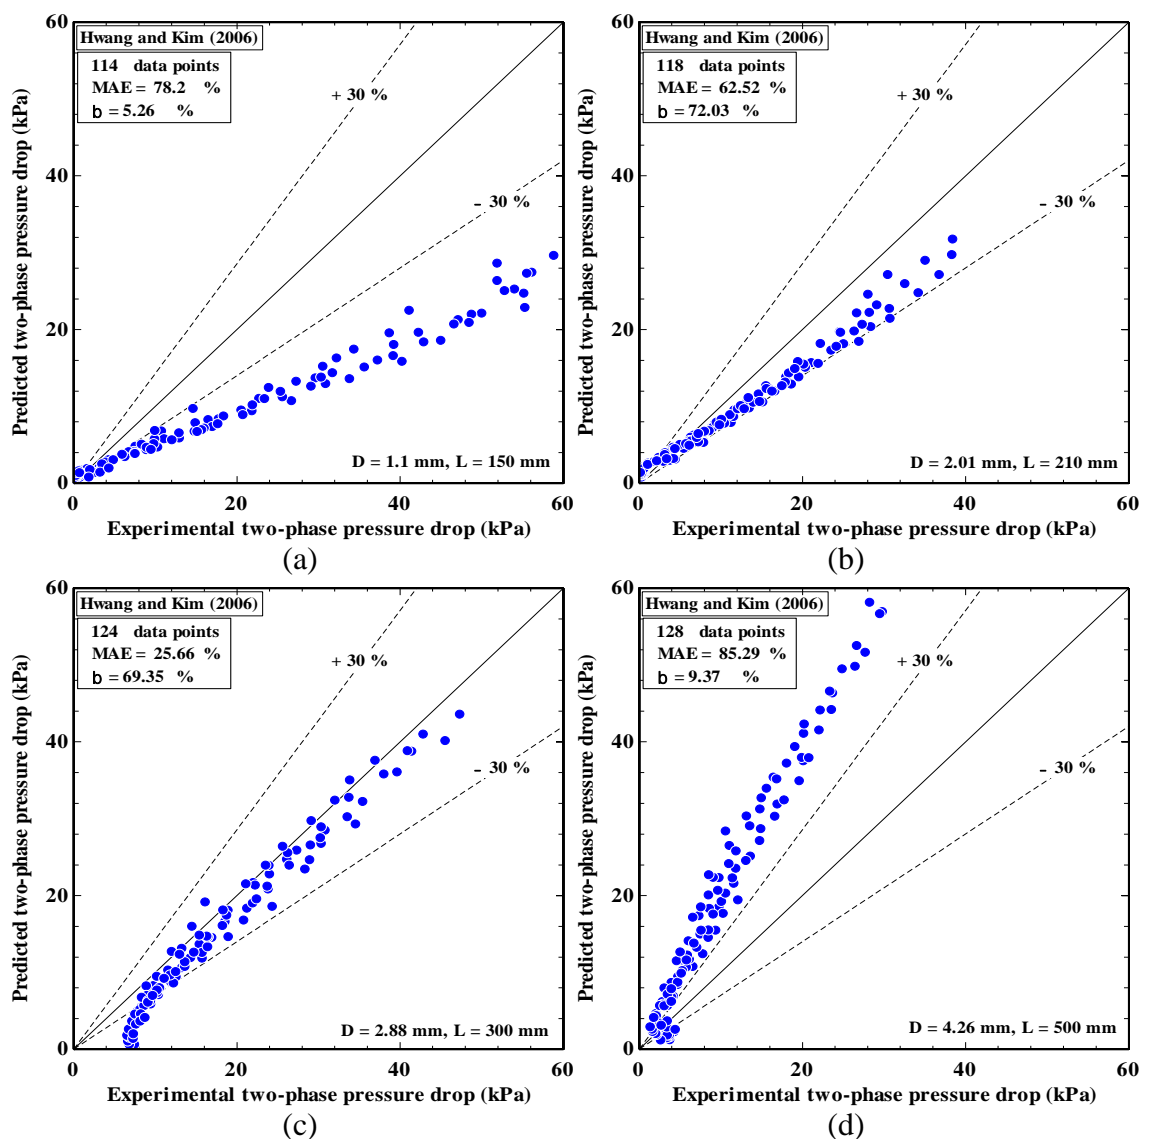 Hwang and Kim (2006)
114 data points
MAE = 78.2 %
b = 5.26 %
+ 30 %
- 30 %
D = 1.1 mm, L = 150 mm
Predicted two-phase pressure drop (kPa)
60
40
20
0
0 20 40 60
Experimental two-phase pressure drop (kPa)
(a)
Hwang and Kim (2006)
118 data points
MAE = 62.52 %
b = 72.03 %
+ 30 %
- 30 %
D = 2.01 mm, L = 210 mm
Predicted two-phase pressure drop (kPa)
60
40
20
0
0 20 40 60
Experimental two-phase pressure drop (kPa)
(b)
Hwang and Kim (2006)
124 data points
MAE = 25.66 %
b = 69.35 %
+ 30 %
- 30 %
D = 2.88 mm, L = 300 mm
Predicted two-phase pressure drop (kPa)
60
40
20
0
0 20 40 60
Experimental two-phase pressure drop (kPa)
(c)
Hwang and Kim (2006)
128 data points
MAE = 85.29 %
b = 9.37 %
+ 30 %
- 30 %
D = 4.26 mm, L = 500 mm
Predicted two-phase pressure drop (kPa)
60
40
20
0
0 20 40 60
Experimental two-phase pressure drop (kPa)
(d)